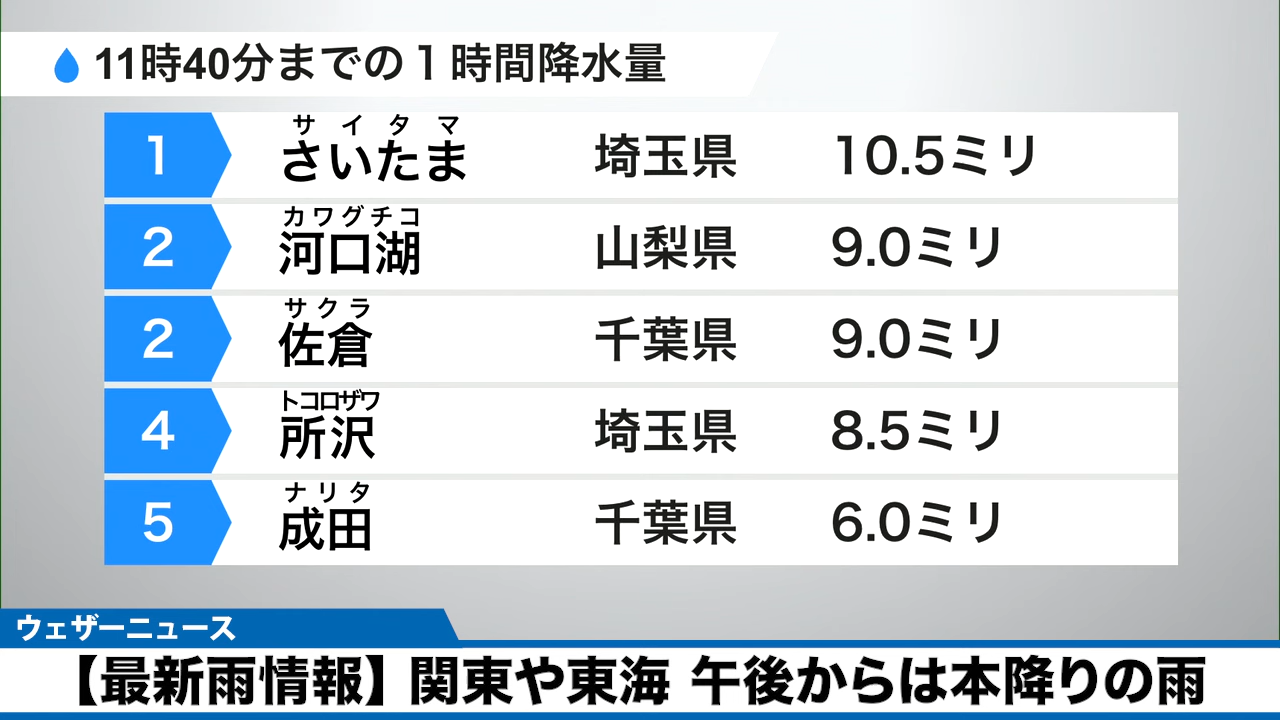 11時40分までの１時間降水量
1 さいたま サイタマ 埼玉県 10.5ミリ
2 河口湖 カワグチコ 山梨県 9.0ミリ
2 佐倉 サクラ 千葉県 9.0ミリ
4 所沢 トコロザワ 埼玉県 8.5ミリ
5 成田 ナリタ 千葉県 6.0ミリ
ウェザーニュース
【最新雨情報】関東や東海 午後からは本降りの雨